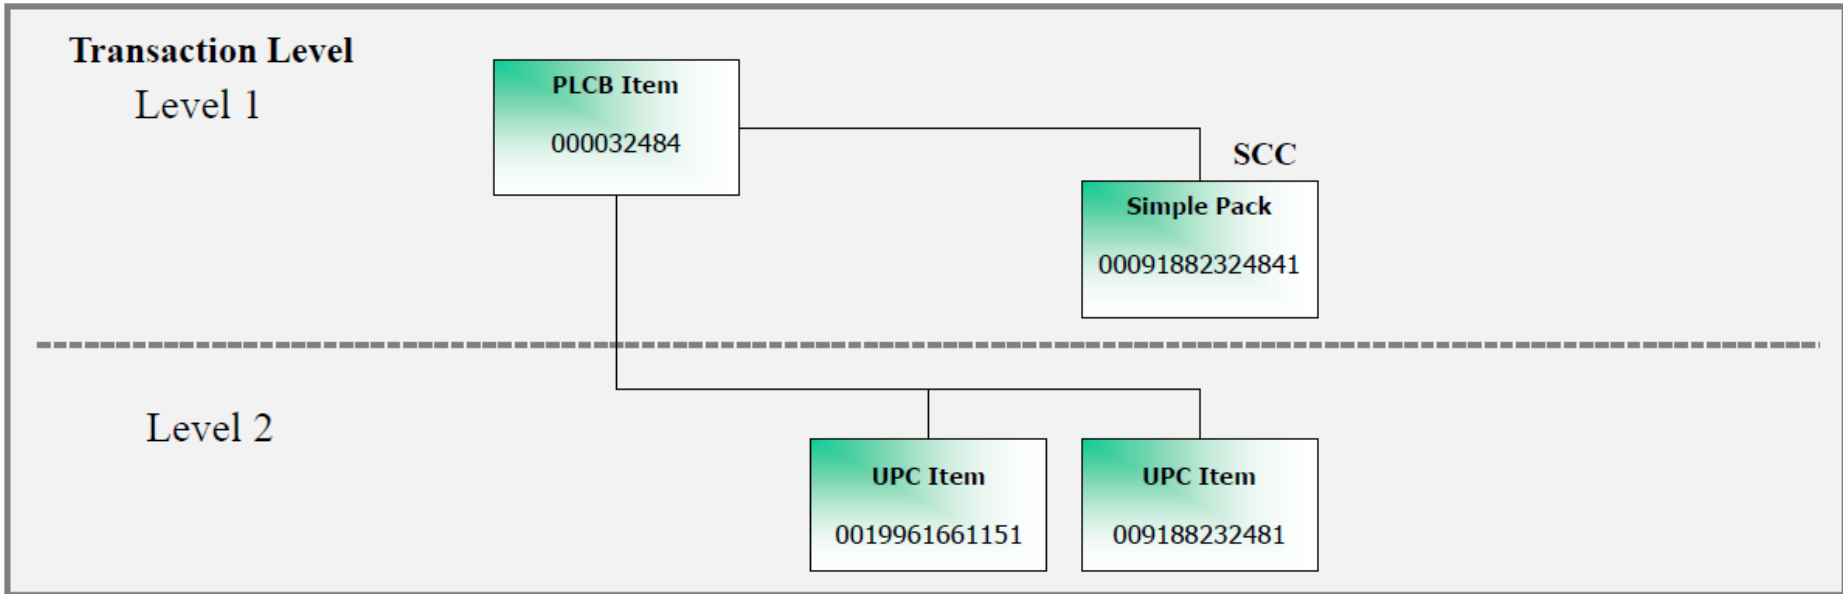 Transaction Level
Level 1
PLCB Item
000032484
SCC
Simple Pack
00091882324841
Level 2
UPC Item
0019961661151
UPC Item
009188232481